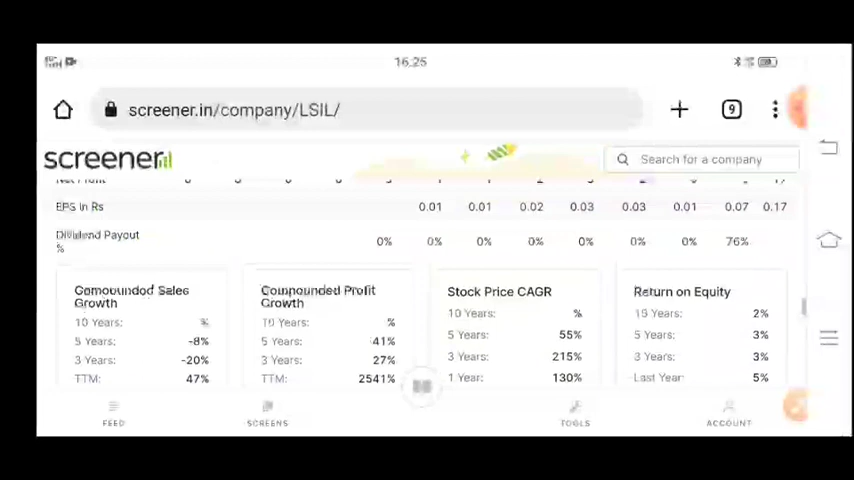 16.25
screener.in/company/LSIL/
9
screener
Search for a company
EPS in Rs 0.01 0.01 0.02 0.03 0.03 0.01 0.07 0.17
Dividend Payout
% 0% 0% 0% 0% 0% 0% 0% 76%
Compounded Sales
Growth
10 Years: %
5 Years: -8%
3 Years: -20%
TTM: 47%
Compounded Profit
Growth
10 Years: %
5 Years: 41%
3 Years: 27%
TTM: 2541%
Stock Price CAGR
10 Years: %
5 Years: 55%
3 Years: 215%
1 Year: 130%
Return on Equity
10 Years: 2%
5 Years: 3%
3 Years: 3%
Last Year: 5%
FEED
SCREENS
TOOLS
ACCOUNT